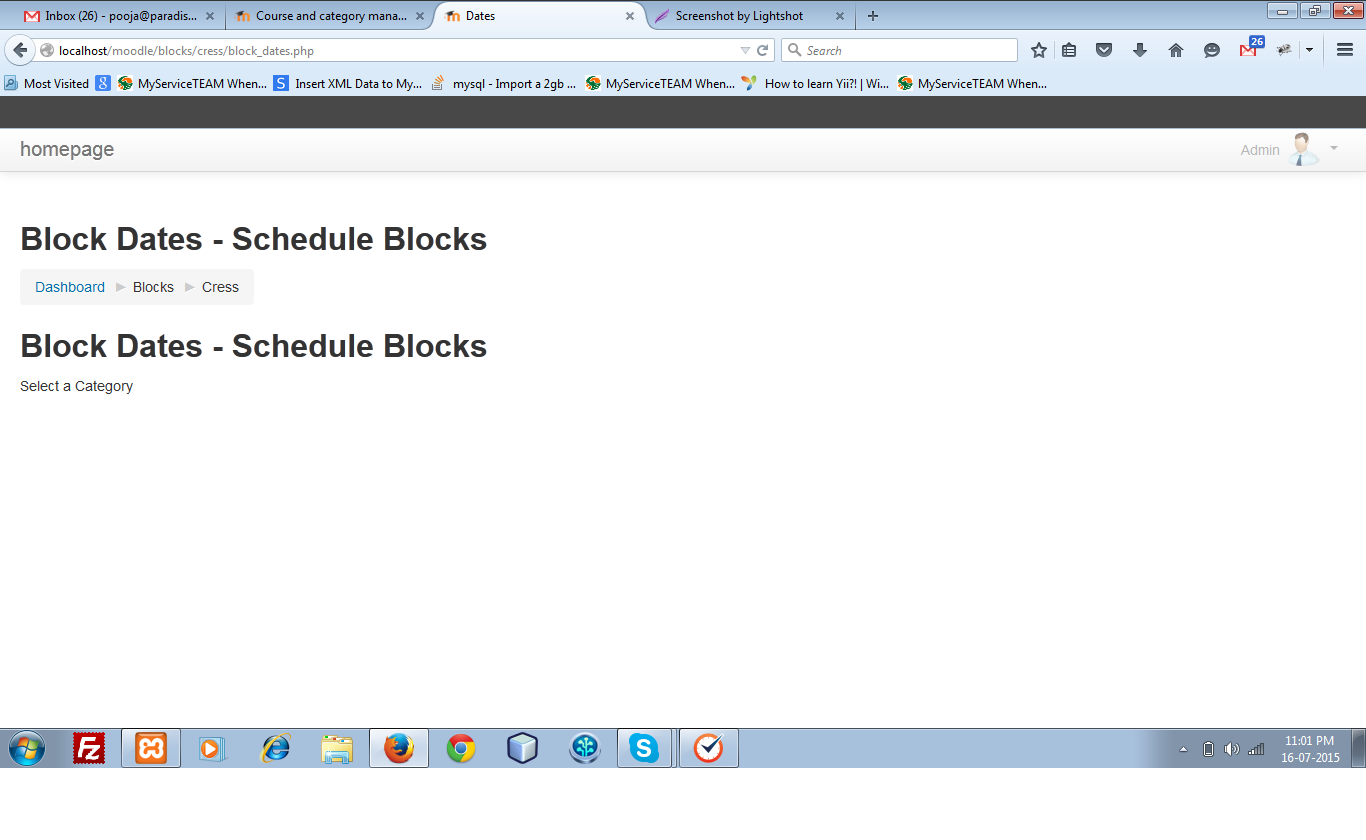 Inbox (26) - pooja@paradis... Course and category mana... Dates Screenshot by Lightshot
localhost/moodle/blocks/cress/block_dates.php Search 26
Most Visited 8 MyServiceTEAM When... S Insert XML Data to My... mysql - Import a 2gb ... MyServiceTEAM When... How to learn Yii?! | Wi... MyServiceTEAM When...
homepage Admin
Block Dates - Schedule Blocks
Dashboard Blocks Cress
Block Dates - Schedule Blocks
Select a Category
Fz S 11:01 PM
16-07-2015